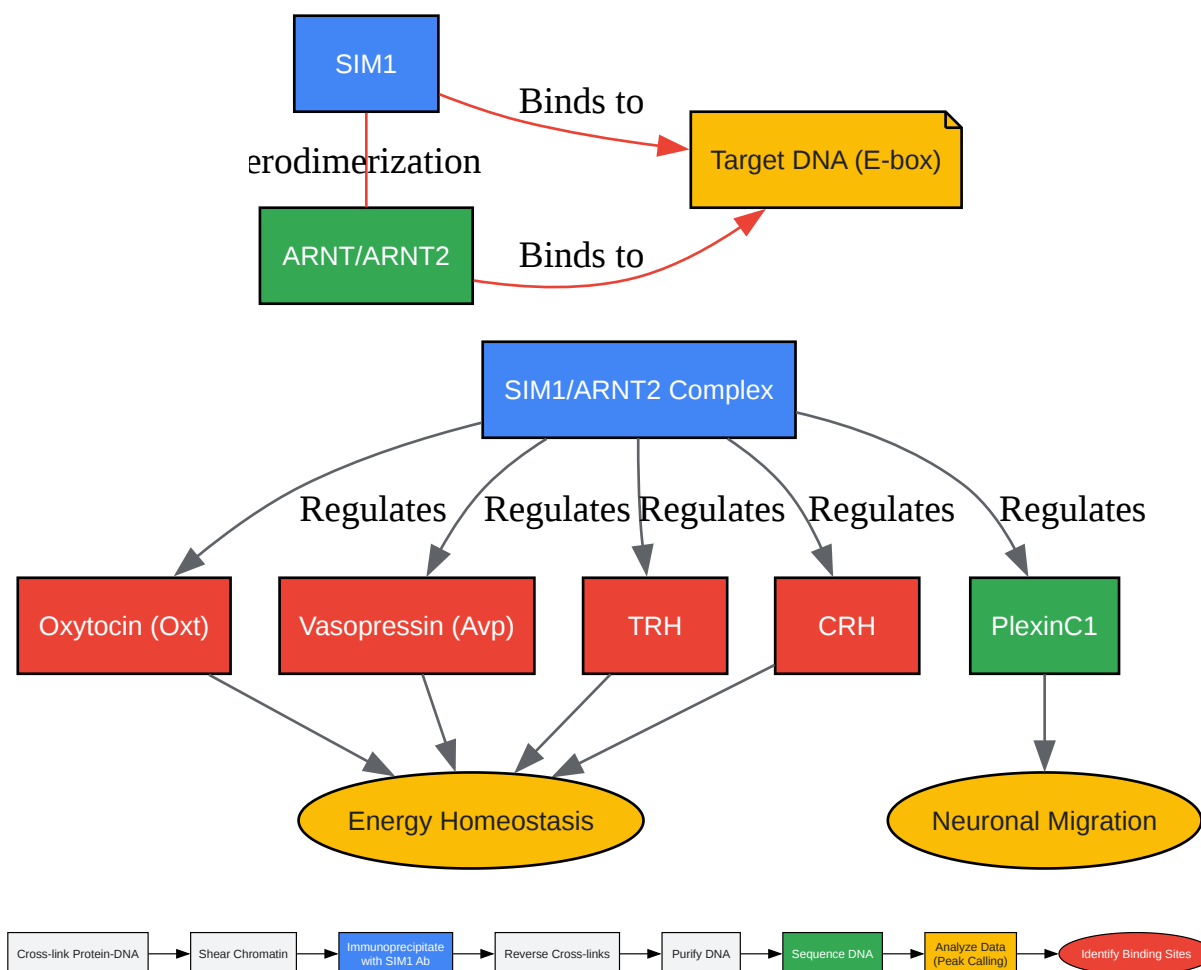 SIM1
Binds to
Target DNA (E-box)
erodimerization
ARNT/ARNT2
Binds to
SIM1/ARNT2 Complex
Regulates
Regulates
Regulates
Regulates
Regulates
Oxytocin (Oxt)
Vasopressin (Avp)
TRH
CRH
PlexinC1
Energy Homeostasis
Neuronal Migration
Cross-link Protein-DNA
Shear Chromatin
Immunoprecipitate
with SIM1 Ab
Reverse Cross-links
Purify DNA
Sequence DNA
Analyze Data
(Peak Calling)
Identify Binding Sites